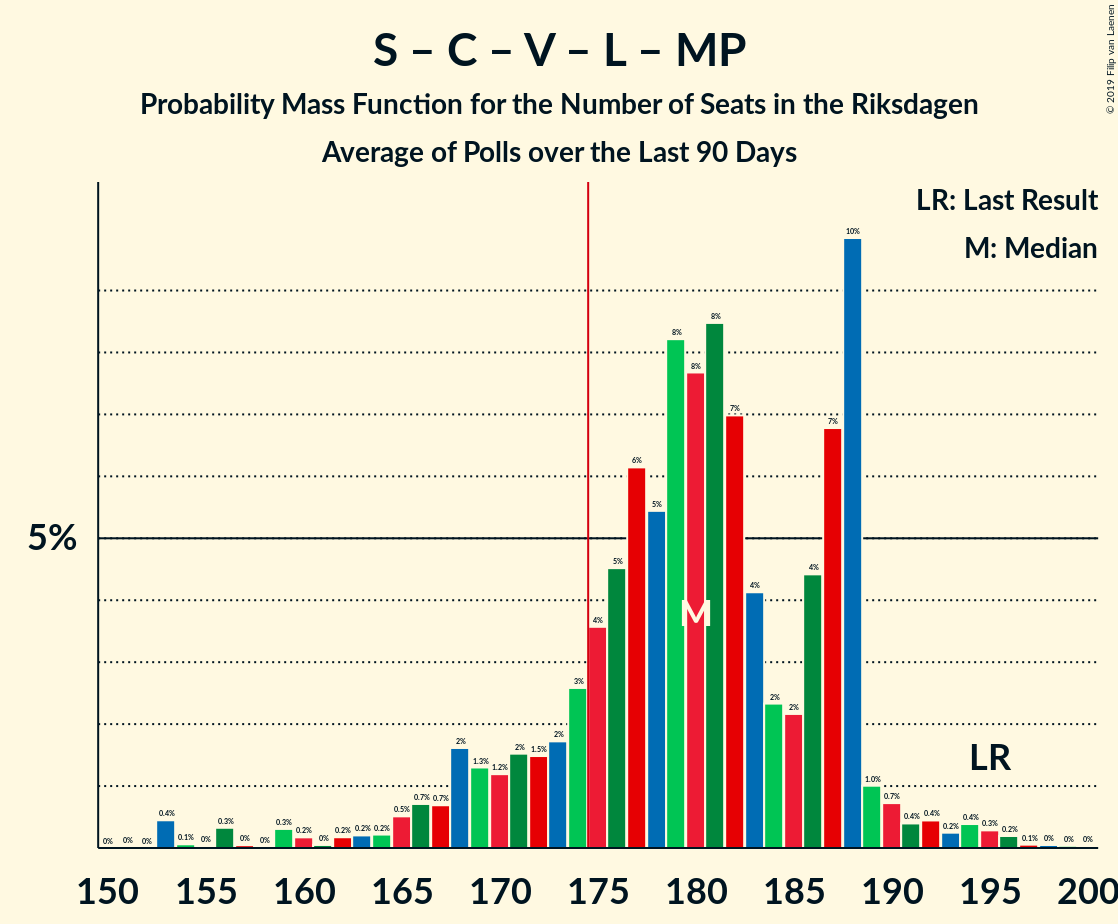 S – C – V – L – MP
Probability Mass Function for the Number of Seats in the Riksdagen
Average of Polls over the Last 90 Days
© 2019 Filip van Laenen
LR: Last Result
M: Median
5%
0% 0% 0% 0.4% 0.1% 0% 0.3% 0% 0% 0.3% 0.2% 0% 0.2% 0.2% 0.2% 0.5% 0.7% 0.7% 2% 1.3% 1.2% 2% 1.5% 2% 3% 4% 5% 6% 5% 8% 8% 8% 7% 4% 2% 2% 4% 7% 10% 1.0% 0.7% 0.4% 0.4% 0.2% 0.4% 0.3% 0.2% 0.1% 0% 0% 0%
M
LR
150 155 160 165 170 175 180 185 190 195 200